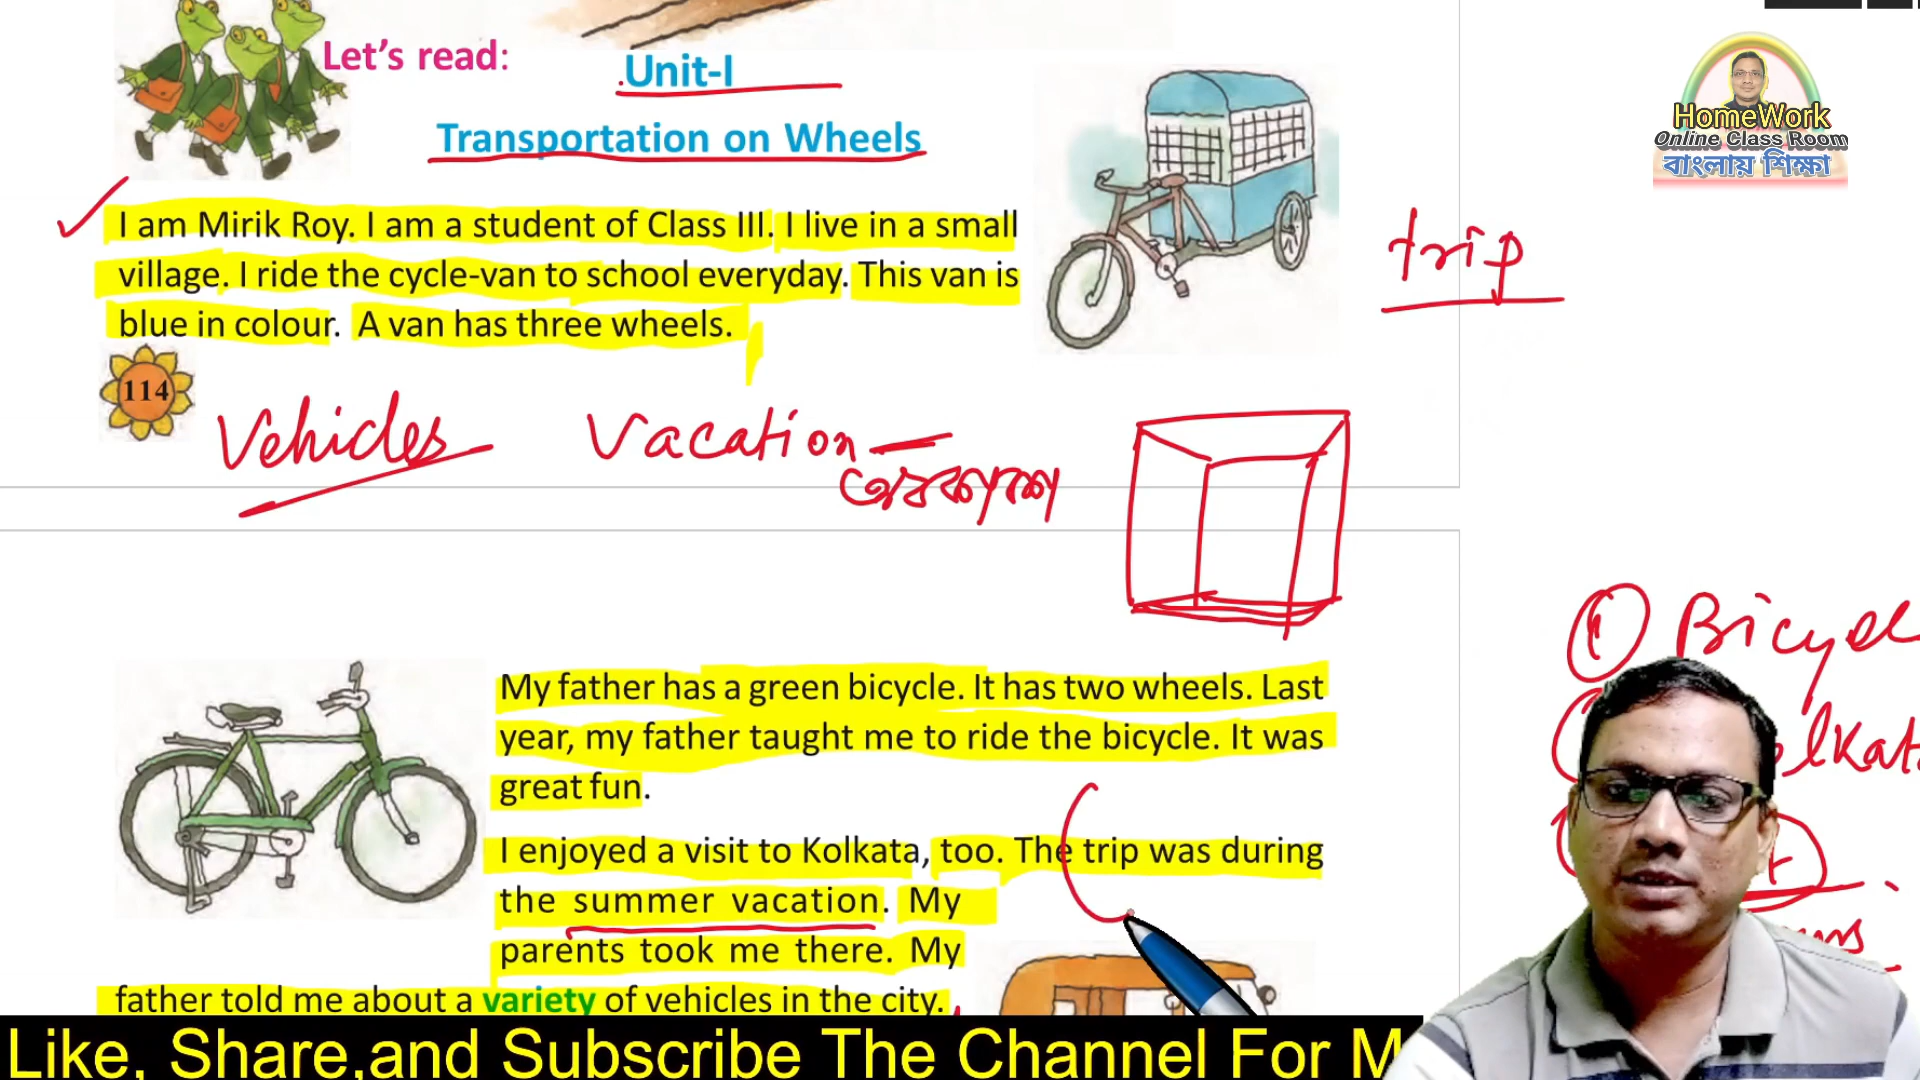 Let's read:
Unit-I
Transportation on Wheels
HomeWork
Online Class Room
বাংলায় শিক্ষা
I am Mirik Roy. I am a student of Class III. I live in a small
village. I ride the cycle-van to school everyday. This van is
blue in colour. A van has three wheels.
trip
114
Vehicles
Vacation
অবকাশ
My father has a green bicycle. It has two wheels. Last
year, my father taught me to ride the bicycle. It was
great fun.
I enjoyed a visit to Kolkata, too. The trip was during
the summer vacation. My
parents took me there. My
father told me about a variety of vehicles in the city.
Like, Share,and Subscribe The Channel For M